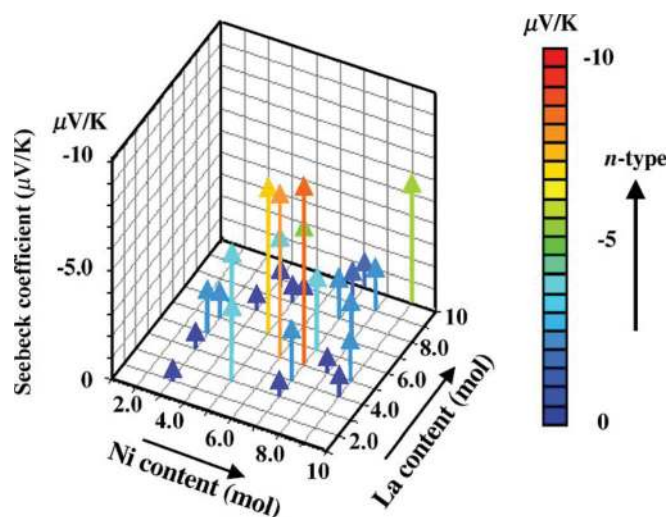 μV/K
-10
-5.0
0
Seebeck coefficient (μV/K)
2.0
4.0
6.0
8.0
10
Ni content (mol)
2.0
4.0
6.0
8.0
10
La content (mol)
μV/K
-10
-5
0
n-type